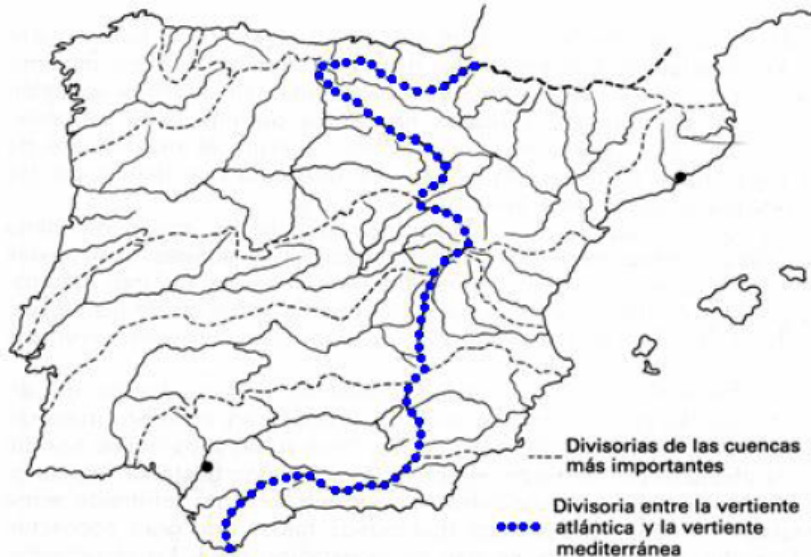 Divisorias de las cuencas
más importantes
Divisoria entre la vertiente
atlántica y la vertiente
mediterránea